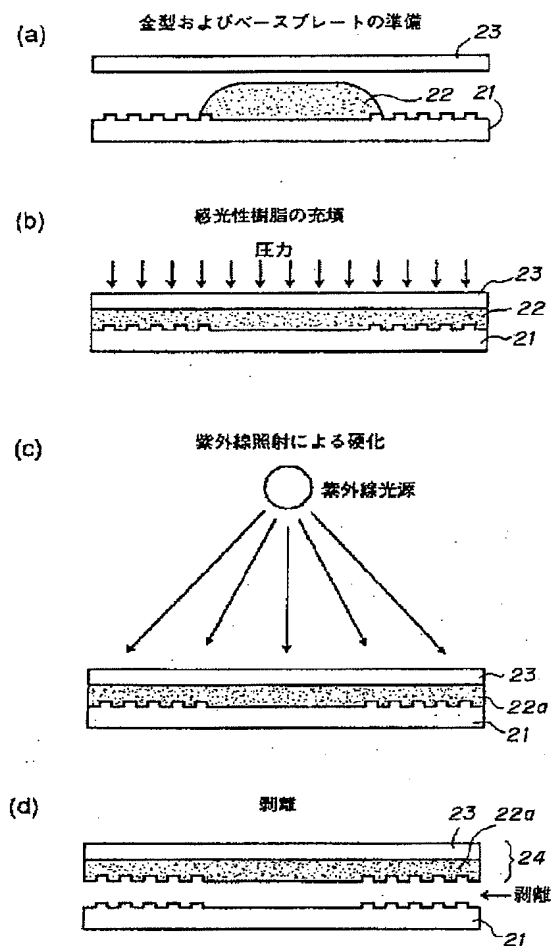 (a)
金型およびベースプレートの準備
23
22
21
(b)
感光性樹脂の充填
圧力
23
22
21
(c)
紫外線照射による硬化
紫外線光源
23
22a
21
(d)
剥離
23
22a
24
剥離
21